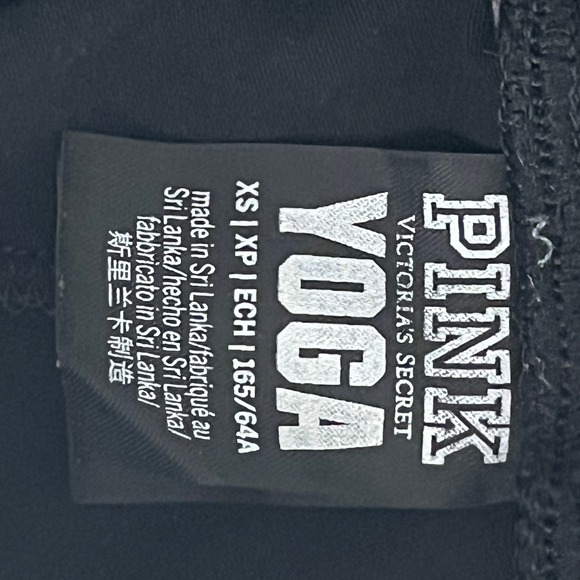 PINK
VICTORIA'S SECRET
YOGA
XS | XP | ECH | 165/64A
made in Sri Lanka/fabriqué au
Sri Lanka/hecho en Sri Lanka/
fabbricato in Sri Lanka/
斯里兰卡制造